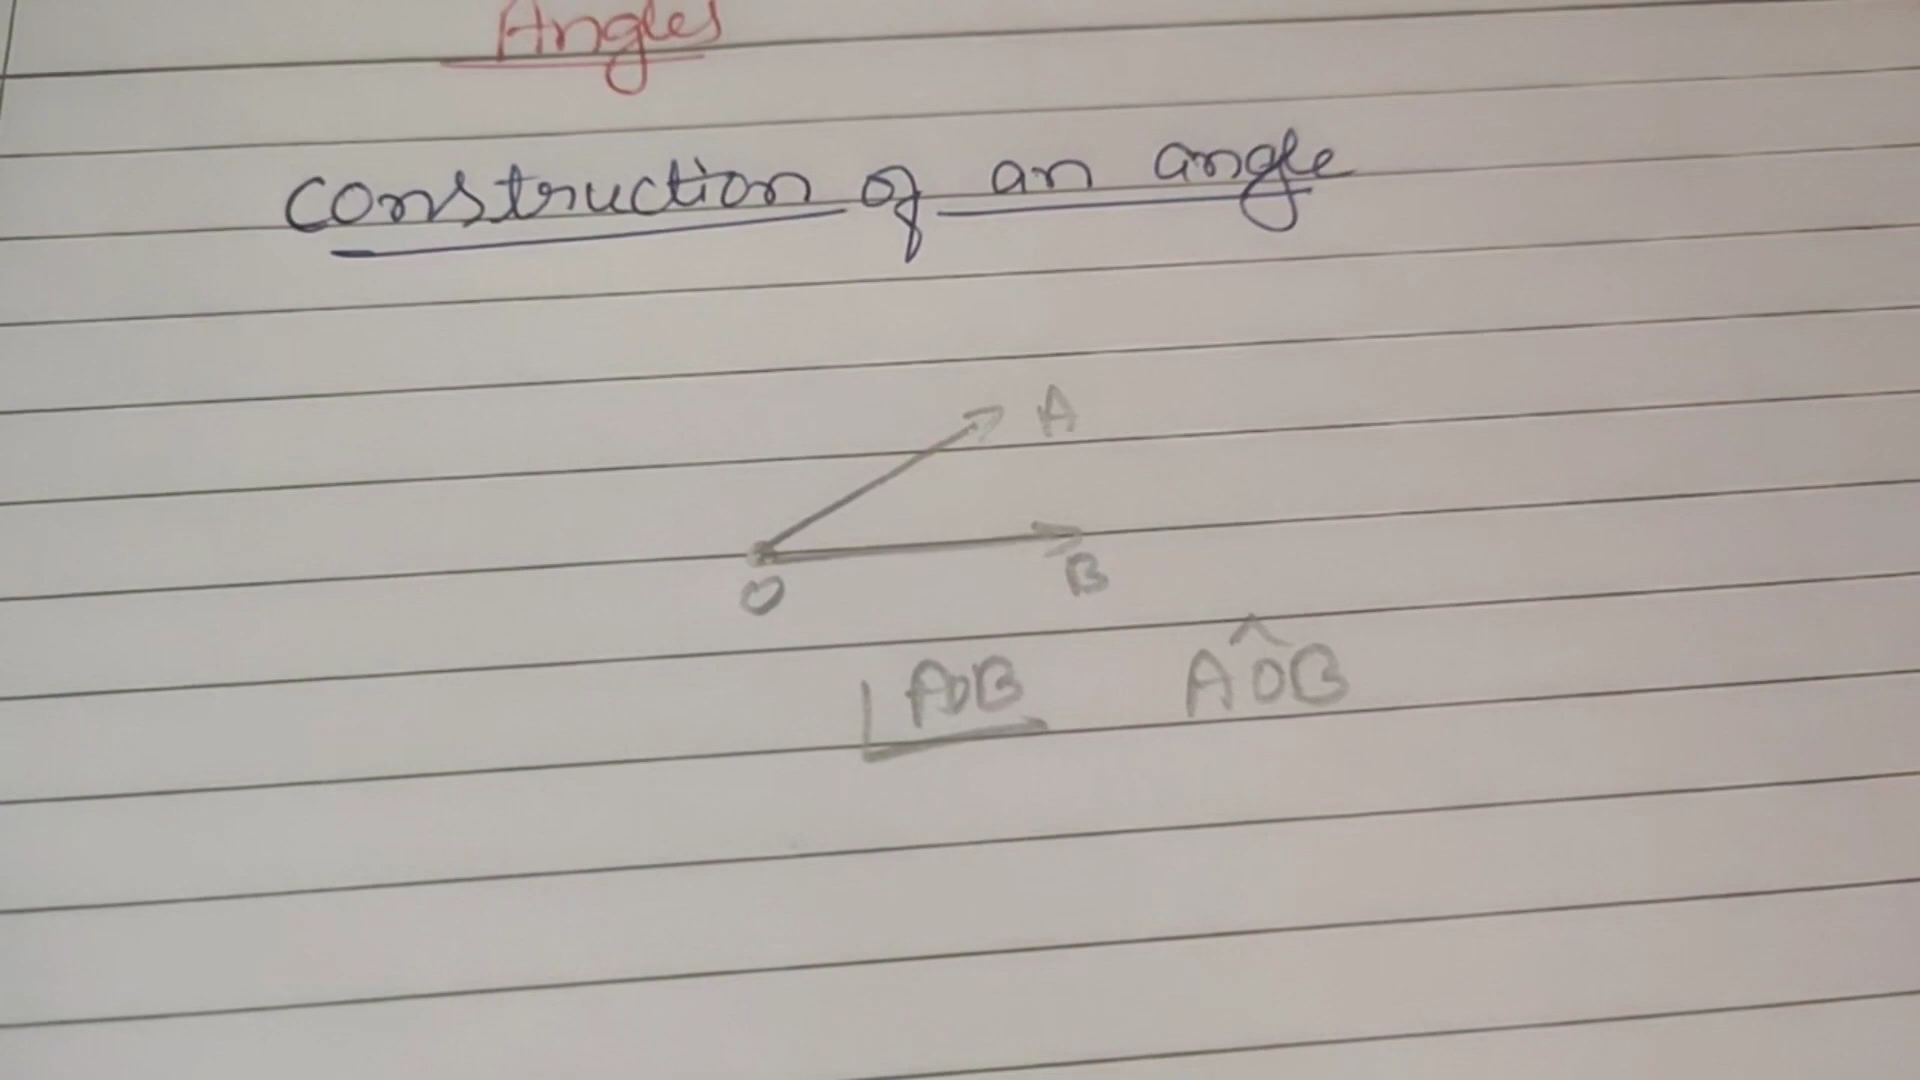 Angles
Construction of an angle
A
O
B
∠AOB AÔB